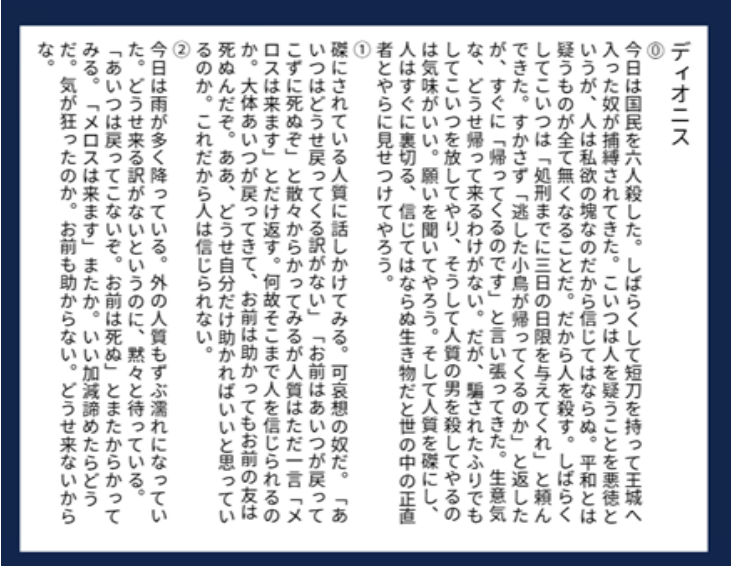 ディオニス
⓪
今日は国民を六人殺した。しばらくして短刀を持って王城へ
入った奴が捕縛されてきた。こいつは人を疑うことを悪徳と
いうが、人は私欲の塊なのだから信じてはならぬ。平和とは
疑うものが全て無くなることだ。だから人を殺す。しばらく
してこいつは「処刑までに三日の日限を与えてくれ」と頼ん
できた。すかさず「逃した小鳥が帰ってくるのか」と返した
が、すぐに「帰ってくるのです」と言い張ってきた。生意気
な、どうせ帰って来るわけがない。だが、騙されたふりでも
してこいつを放してやり、そうして人質の男を殺してやるの
は気味がいい。願いを聞いてやろう。そして人質を磔にし、
人はすぐに裏切る、信じてはならぬ生き物だと世の中の正直
者とやらに見せつけてやろう。
①
磔にされている人質に話しかけてみる。可哀想の奴だ。「あ
いつはどうせ戻ってくる訳がない」「お前はあいつが戻って
こずに死ぬぞ」と散々からかってみるが人質はただ一言「メ
ロスは来ます」とだけ返す。何故そこまで人を信じられるの
か。大体あいつが戻ってきて、お前は助かってもお前の友は
死ぬんだぞ。ああ、どうせ自分だけ助かればいいと思ってい
るのか。これだから人は信じられない。
②
今日は雨が多く降っている。外の人質もずぶ濡れになってい
た。どうせ来る訳がないというのに、黙々と待っている。
「あいつは戻ってこないぞ。お前は死ぬ」とまたからかって
みる。「メロスは来ます」またか。いい加減諦めたらどう
だ。気が狂ったのか。お前も助からない。どうせ来ないから
な。